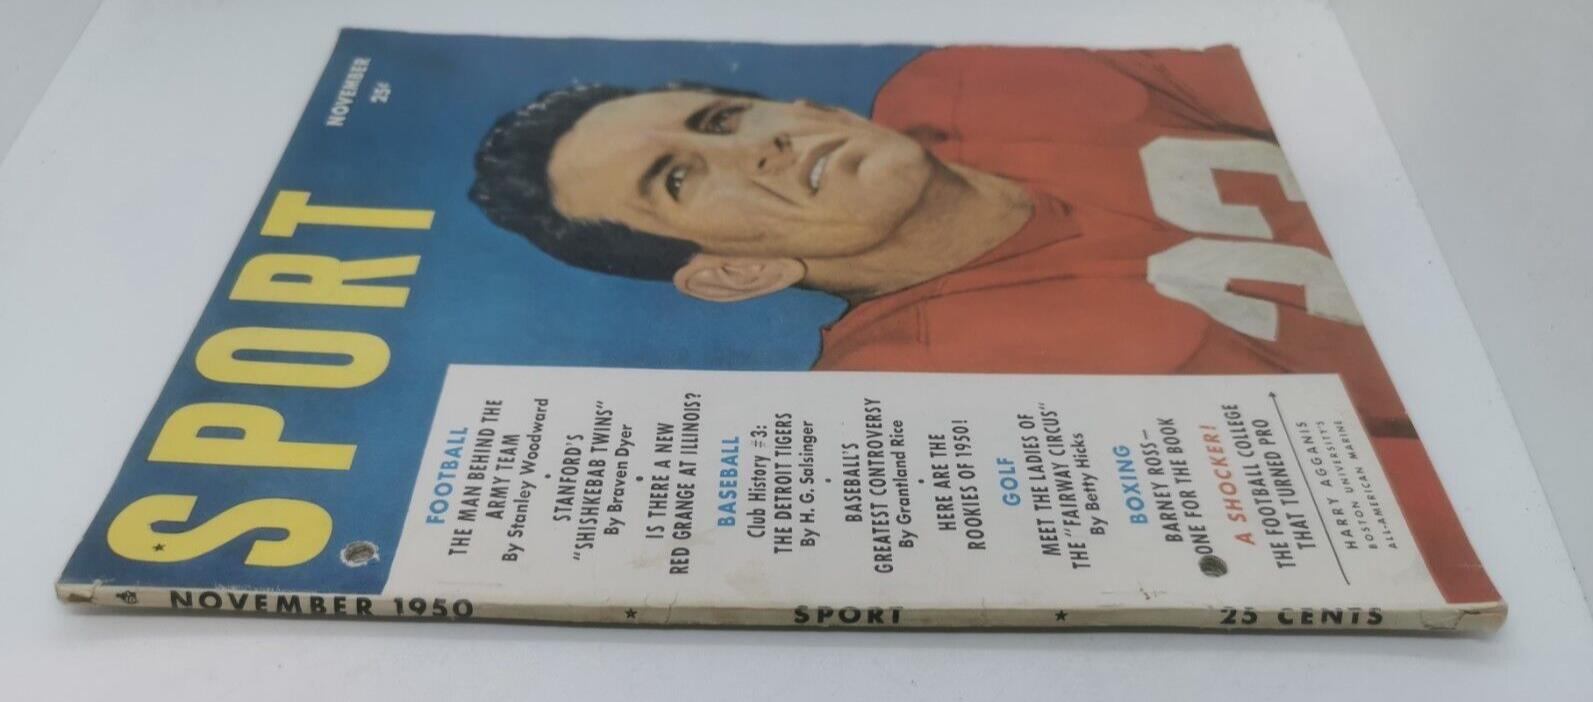 SPORT
NOVEMBER
25¢
FOOTBALL
THE MAN BEHIND THE
ARMY TEAM
By Stanley Woodward
•
STANFORD'S
"SHISHKEBAB TWINS"
By Braven Dyer
•
IS THERE A NEW
RED GRANGE AT ILLINOIS?
BASEBALL
Club History #3:
THE DETROIT TIGERS
By H. G. Salsinger
•
BASEBALL'S
GREATEST CONTROVERSY
By Grantland Rice
•
HERE ARE THE
ROOKIES OF 1950!
GOLF
MEET THE LADIES OF
THE "FAIRWAY CIRCUS"
By Betty Hicks
BOXING
BARNEY ROSS—
ONE FOR THE BOOK
A SHOCKER!
THE FOOTBALL COLLEGE
THAT TURNED PRO
HARRY AGGANIS
BOSTON UNIVERSITY'S
ALL-AMERICAN MARINE
NOVEMBER 1950 ★ SPORT ★ 25 CENTS